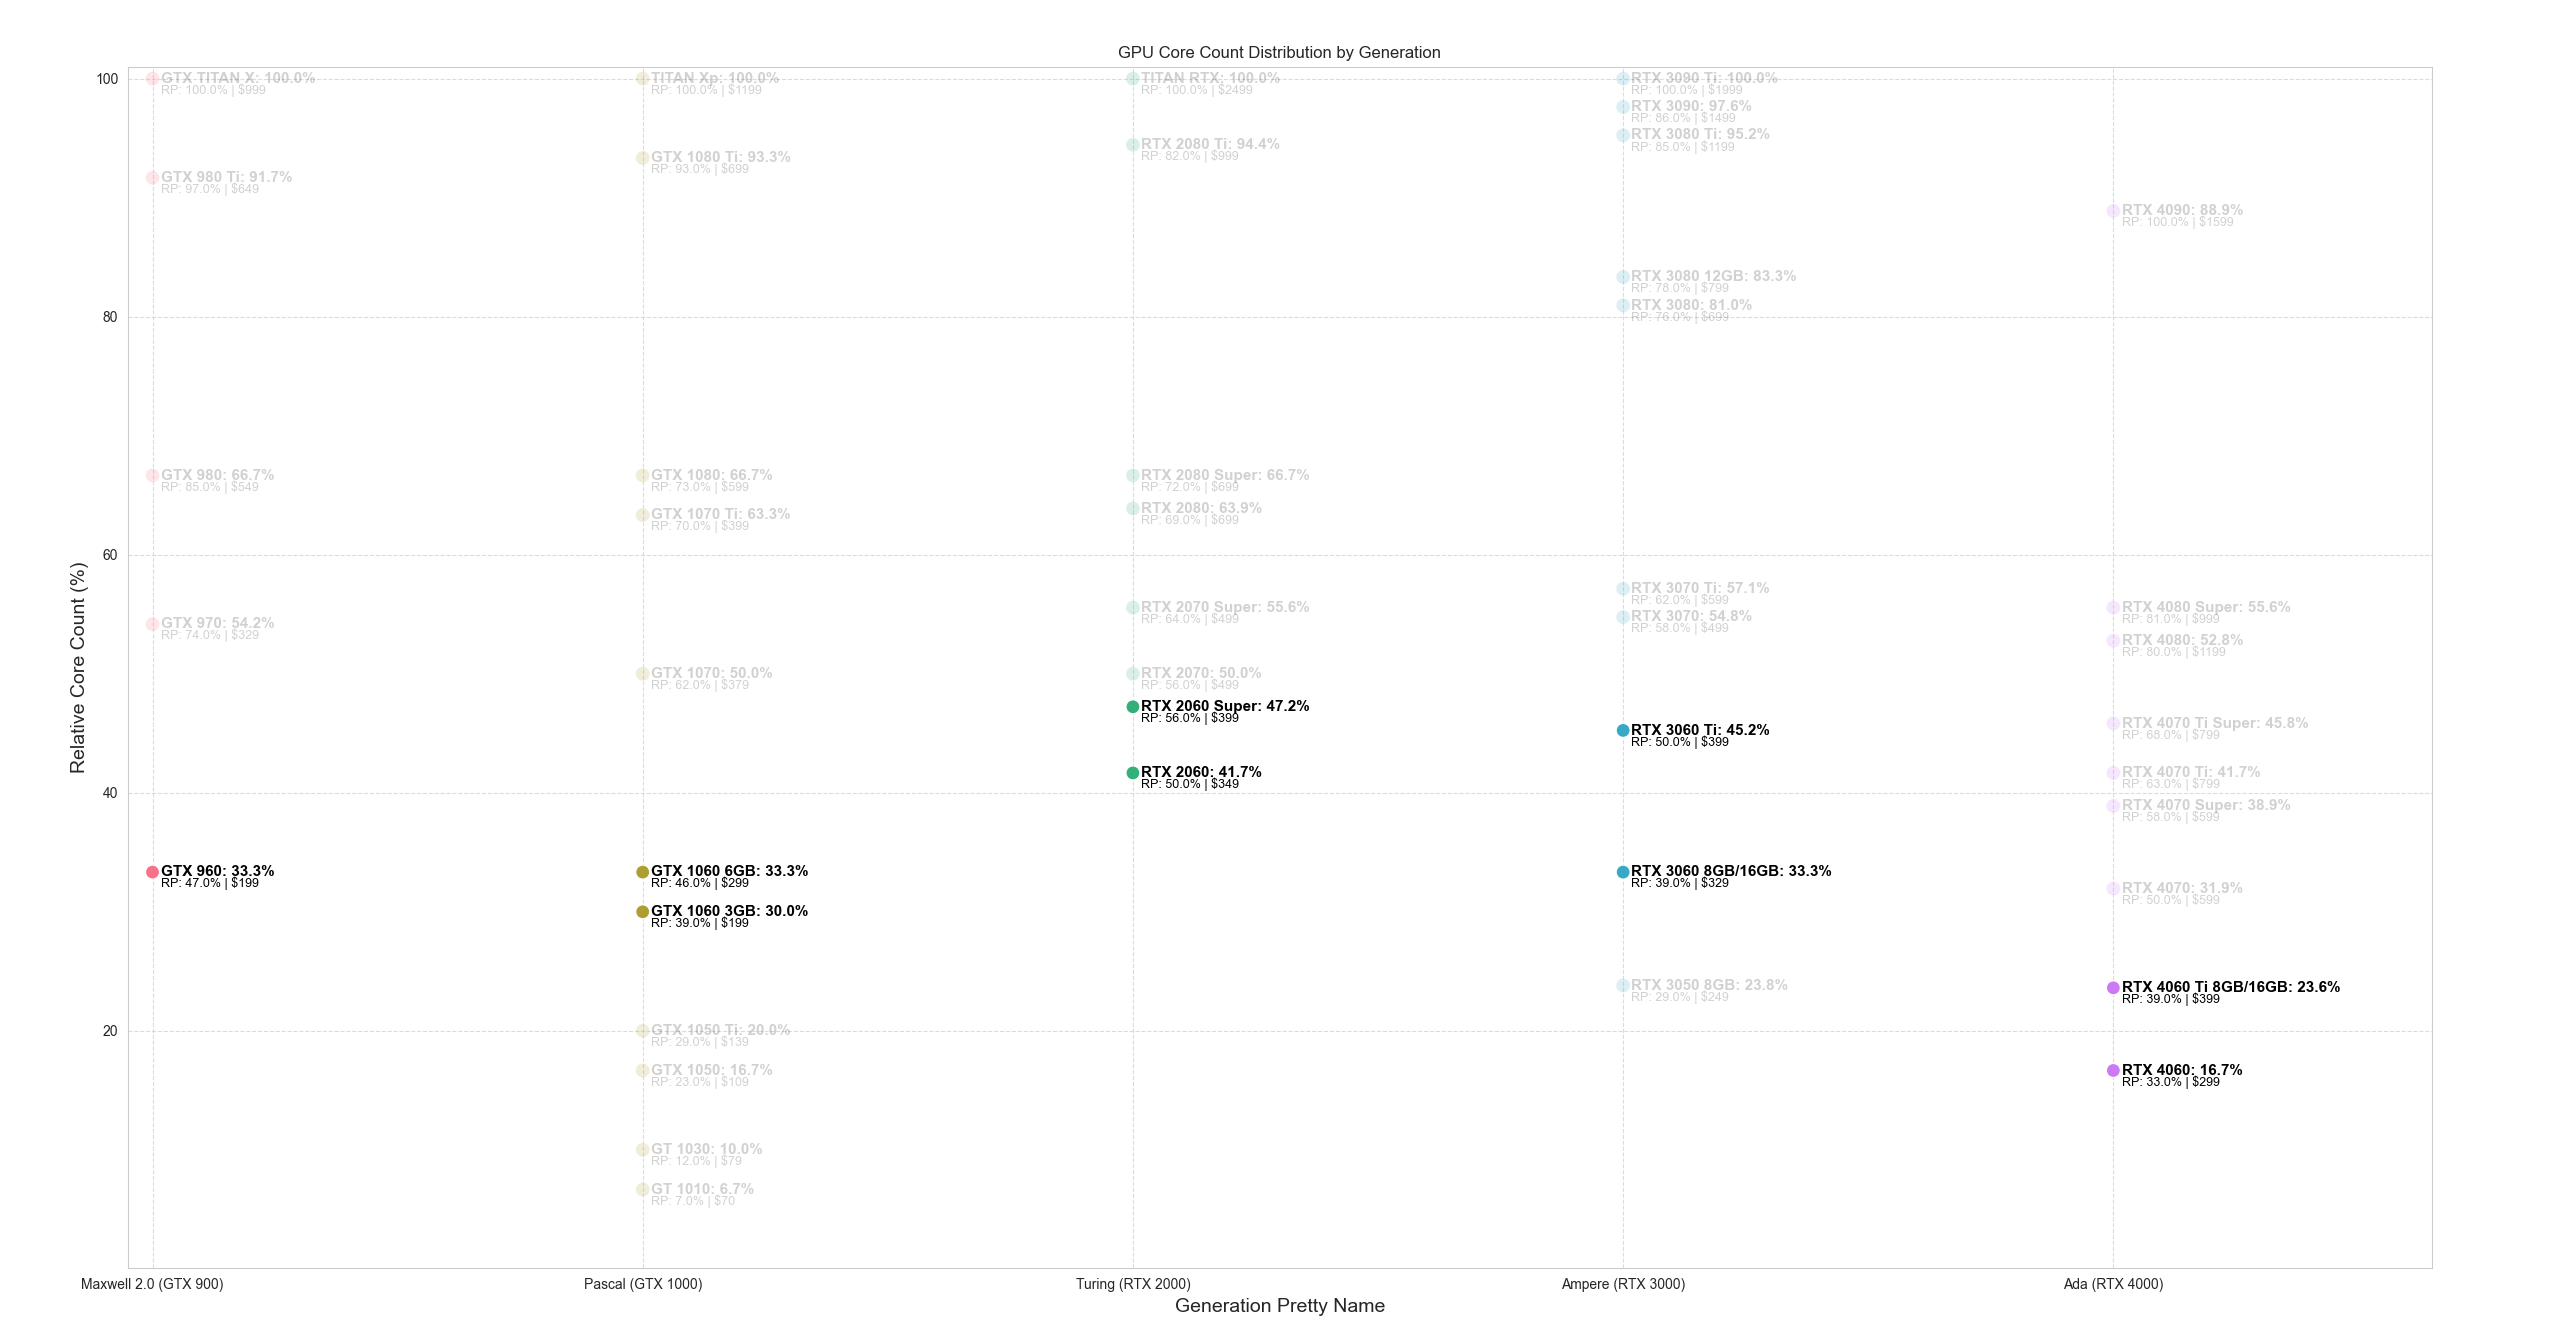 GPU Core Count Distribution by Generation
Relative Core Count (%)
100
80
60
40
20
GTX TITAN X: 100.0%
RP: 100.0% | $999
GTX 980 Ti: 91.7%
RP: 97.0% | $649
GTX 980: 66.7%
RP: 85.0% | $549
GTX 970: 54.2%
RP: 74.0% | $329
GTX 960: 33.3%
RP: 47.0% | $199
TITAN Xp: 100.0%
RP: 100.0% | $1199
GTX 1080 Ti: 93.3%
RP: 93.0% | $699
GTX 1080: 66.7%
RP: 73.0% | $599
GTX 1070 Ti: 63.3%
RP: 70.0% | $399
GTX 1070: 50.0%
RP: 62.0% | $379
GTX 1060 6GB: 33.3%
RP: 46.0% | $299
GTX 1060 3GB: 30.0%
RP: 39.0% | $199
GTX 1050 Ti: 20.0%
RP: 29.0% | $139
GTX 1050: 16.7%
RP: 23.0% | $109
GT 1030: 10.0%
RP: 12.0% | $79
GT 1010: 6.7%
RP: 7.0% | $70
TITAN RTX: 100.0%
RP: 100.0% | $2499
RTX 2080 Ti: 94.4%
RP: 82.0% | $999
RTX 2080 Super: 66.7%
RP: 72.0% | $699
RTX 2080: 63.9%
RP: 69.0% | $699
RTX 2070 Super: 55.6%
RP: 64.0% | $499
RTX 2070: 50.0%
RP: 56.0% | $499
RTX 2060 Super: 47.2%
RP: 56.0% | $399
RTX 2060: 41.7%
RP: 50.0% | $349
RTX 3090 Ti: 100.0%
RP: 100.0% | $1999
RTX 3090: 97.6%
RP: 86.0% | $1499
RTX 3080 Ti: 95.2%
RP: 85.0% | $1199
RTX 3080 12GB: 83.3%
RP: 78.0% | $799
RTX 3080: 81.0%
RP: 76.0% | $699
RTX 3070 Ti: 57.1%
RP: 62.0% | $599
RTX 3070: 54.8%
RP: 58.0% | $499
RTX 3060 Ti: 45.2%
RP: 50.0% | $399
RTX 3060 8GB/16GB: 33.3%
RP: 39.0% | $329
RTX 3050 8GB: 23.8%
RP: 29.0% | $249
RTX 4090: 88.9%
RP: 100.0% | $1599
RTX 4080 Super: 55.6%
RP: 81.0% | $999
RTX 4080: 52.8%
RP: 80.0% | $1199
RTX 4070 Ti Super: 45.8%
RP: 68.0% | $799
RTX 4070 Ti: 41.7%
RP: 63.0% | $799
RTX 4070 Super: 38.9%
RP: 58.0% | $599
RTX 4070: 31.9%
RP: 50.0% | $599
RTX 4060 Ti 8GB/16GB: 23.6%
RP: 39.0% | $399
RTX 4060: 16.7%
RP: 33.0% | $299
Maxwell 2.0 (GTX 900)
Pascal (GTX 1000)
Turing (RTX 2000)
Ampere (RTX 3000)
Ada (RTX 4000)
Generation Pretty Name